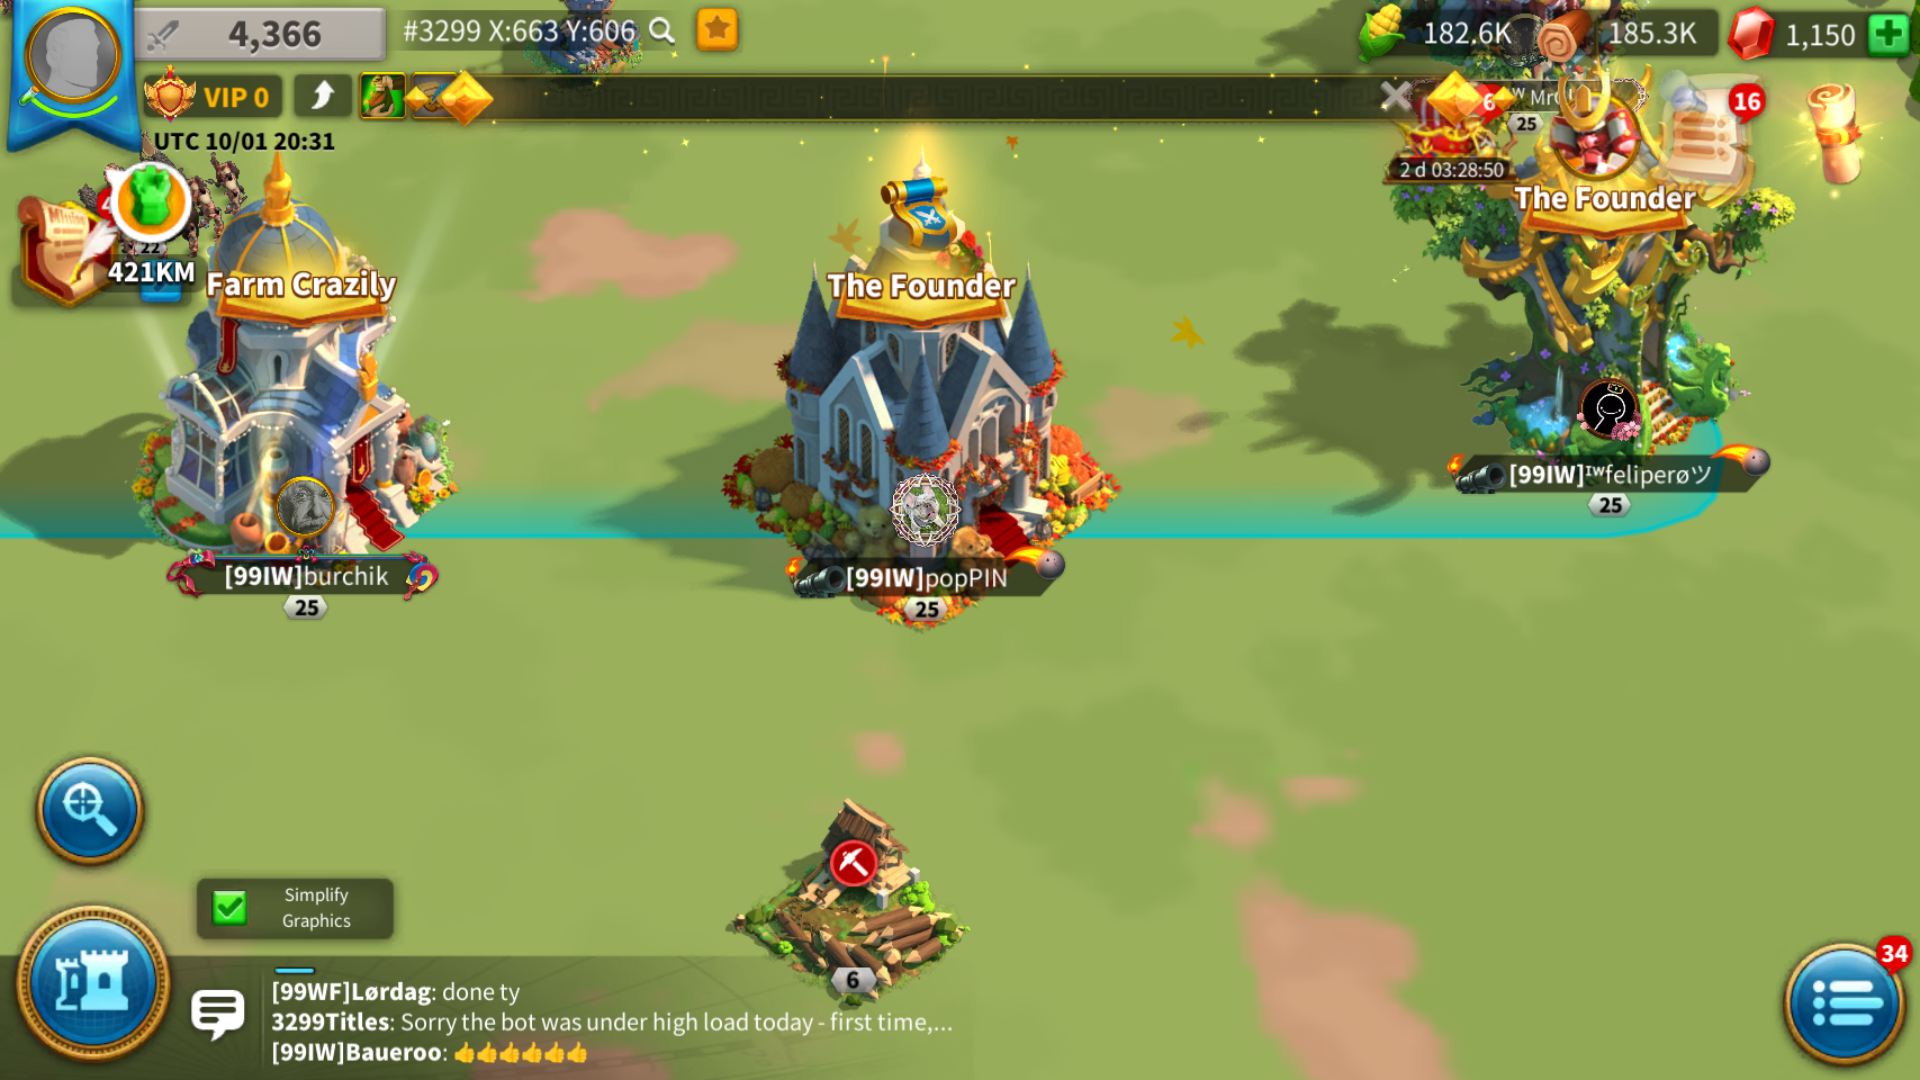 4,366
#3299 X:663 Y:606
182.6K
185.3K
1,150
VIP 0
UTC 10/01 20:31
25
16
2 d 03:28:50
Mission
22
421KM
Farm Crazily
The Founder
The Founder
[99IW]burchik
25
[99IW]popPIN
25
[99IW]ᴵᵂfeliperøツ
25
6
Simplify
Graphics
[99WF]Lørdag: done ty
3299Titles: Sorry the bot was under high load today - first time,...
[99IW]Baueroo: 👍👍👍👍👍👍
34